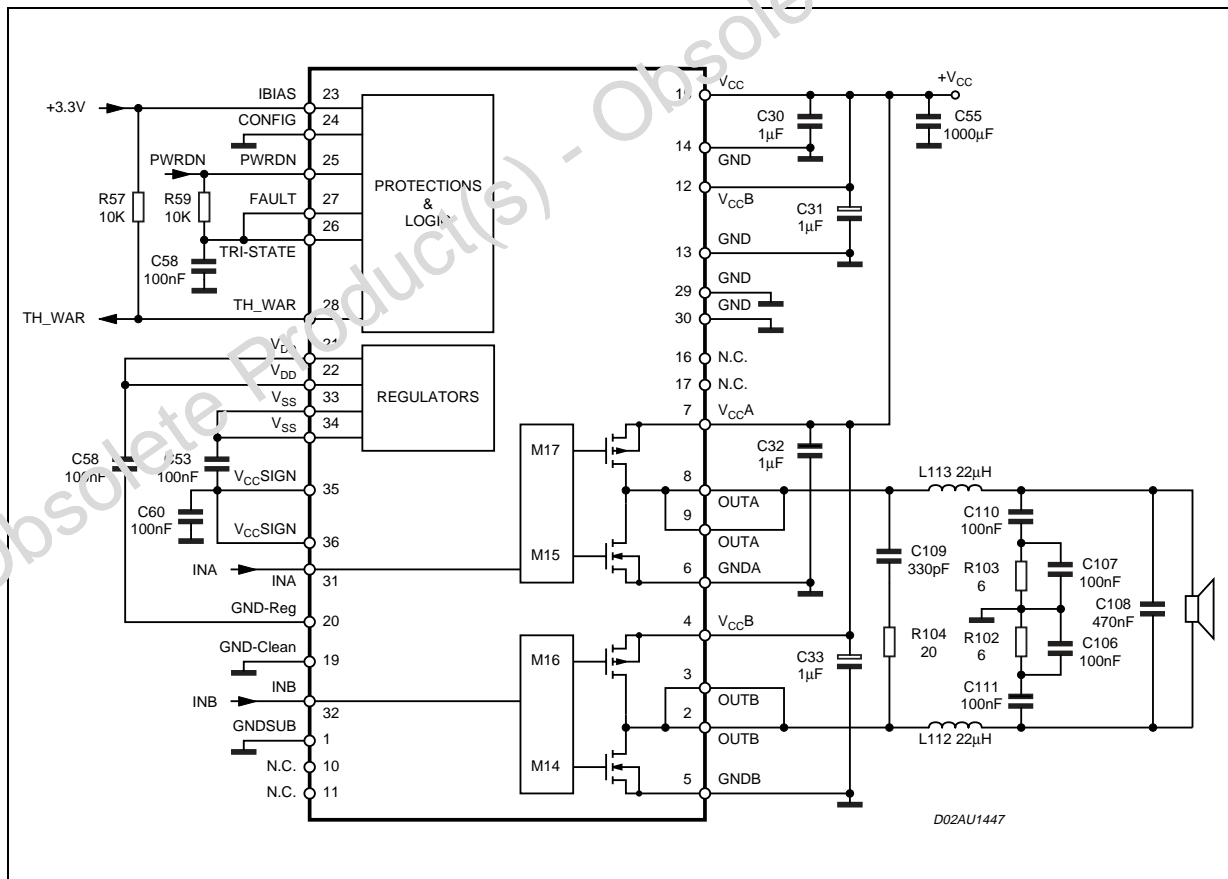 Obsolete Product(s) - Obsole
+3.3V
IBIAS 23
CONFIG 24
PWRDN
PWRDN 25
R57 10K
R59 10K
FAULT 27
26
TRI-STATE
C58 100nF
TH_WAR
TH_WAR 28
PROTECTIONS & LOGIC
VDD 21
VDD 22
VSS 33
VSS 34
REGULATORS
C58 100nF
C53 100nF
VCCSIGN 35
C60 100nF
VCCSIGN 36
INA
INA 31
GND-Reg 20
GND-Clean 19
INB
INB 32
GNDSUB 1
N.C. 10
N.C. 11
M17
M15
M16
M14
VCC
+VCC
C30 1µF
C55 1000µF
14 GND
12 VCCB
C31 1µF
13 GND
29 GND
30 GND
16 N.C.
17 N.C.
7 VCCA
C32 1µF
8 OUTA
9 OUTA
6 GNDA
4 VCCB
C33 1µF
3 OUTB
2 OUTB
5 GNDB
L113 22µH
C110 100nF
C109 330pF
R103 6
C107 100nF
C108 470nF
R104 20
R102 6
C106 100nF
C111 100nF
L112 22µH
D02AU1447